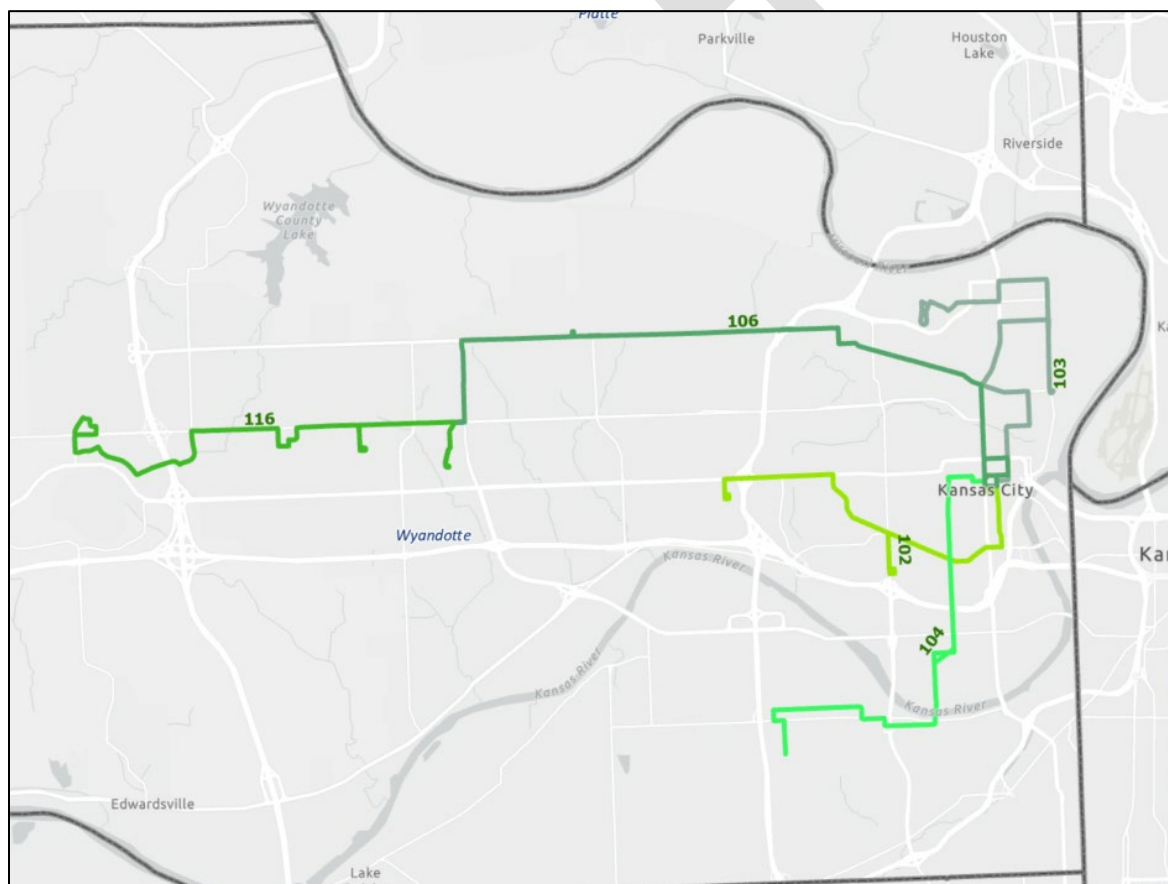 Platte
Parkville
Houston
Lake
Riverside
Wyandotte
County
Lake
River
106
103
116
Kansas City
Wyandotte
102
Kansas River
104
Kansas River
Kansas River
Edwardsville
Lake